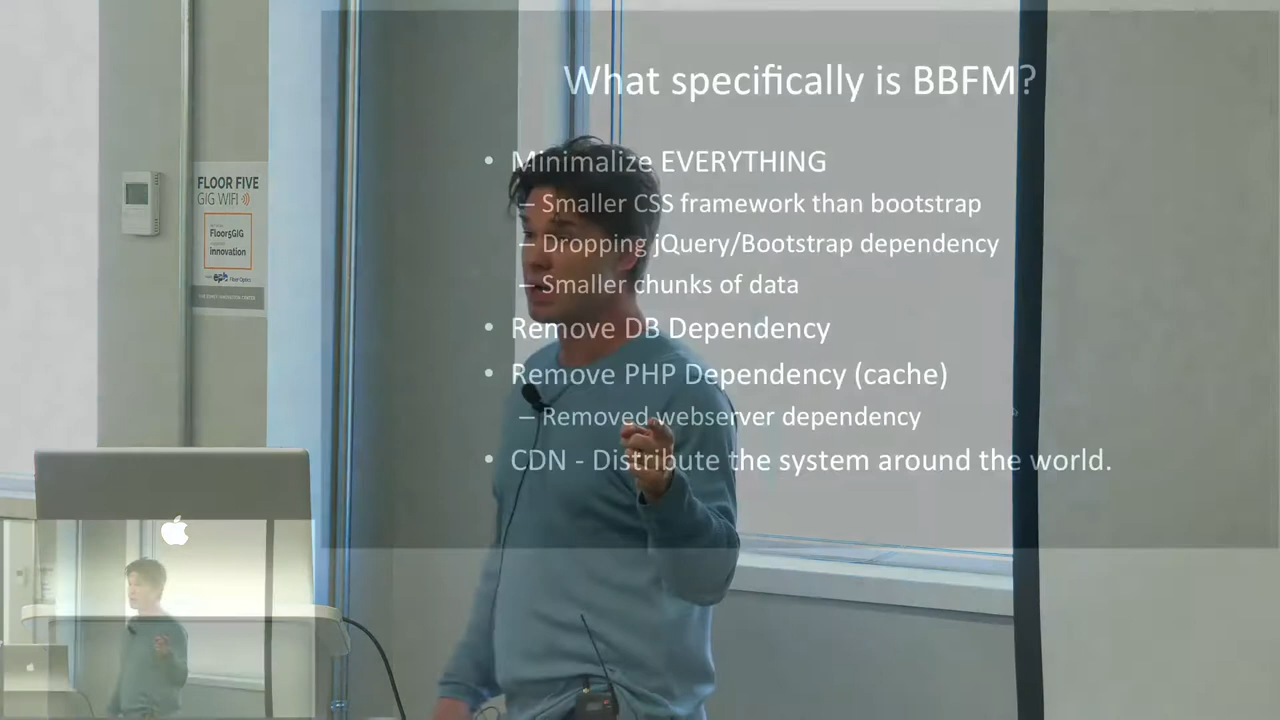 What specifically is BBFM?
• Minimalize EVERYTHING
– Smaller CSS framework than bootstrap
– Dropping jQuery/Bootstrap dependency
– Smaller chunks of data
• Remove DB Dependency
• Remove PHP Dependency (cache)
– Removed webserver dependency
• CDN - Distribute the system around the world.
FLOOR FIVE
GIG WIFI
Floor5GIG
innovation
epb Fiber Optics